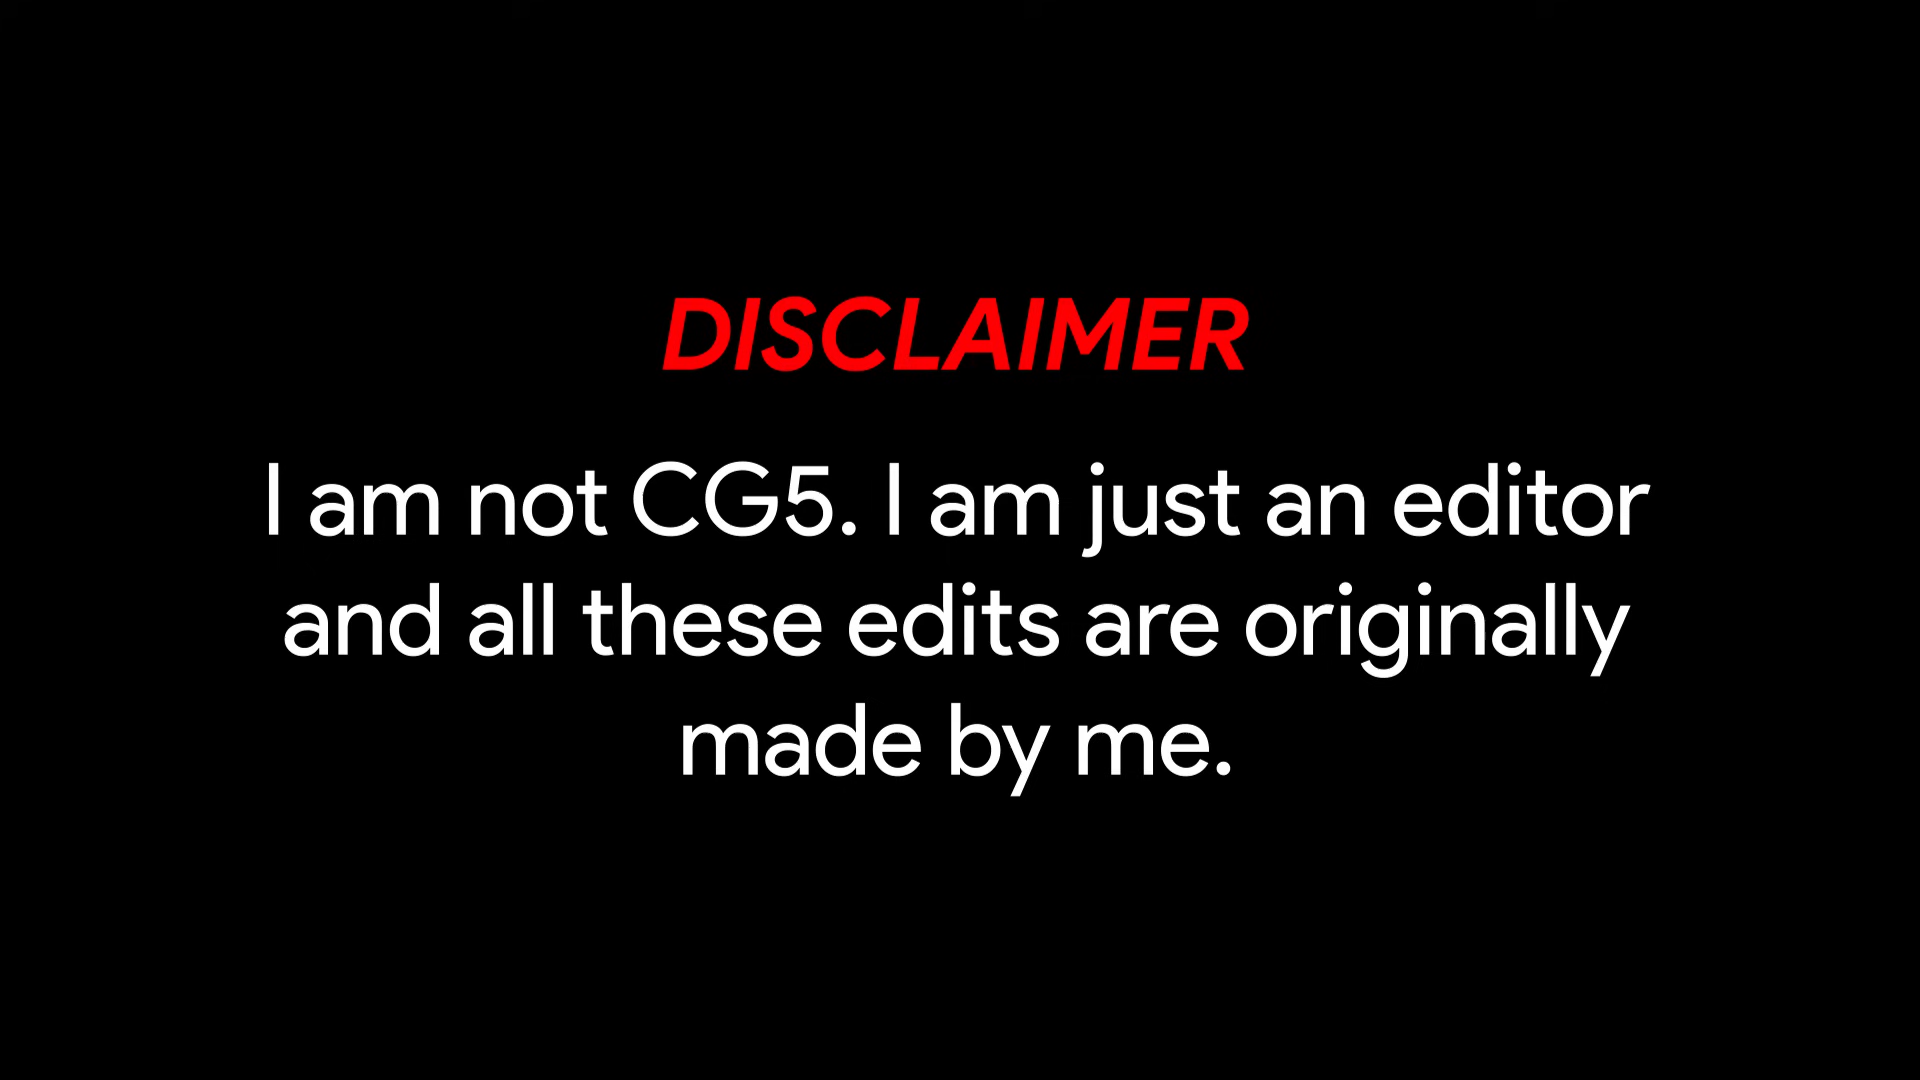 DISCLAIMER
I am not CG5. I am just an editor
and all these edits are originally
made by me.